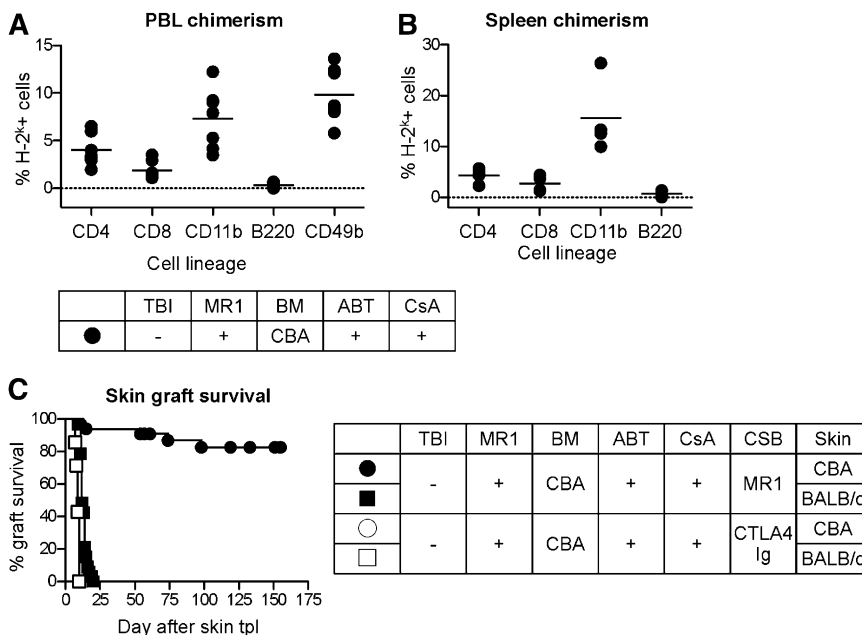 A
PBL chimerism
% H-2k+ cells
15
10
5
0
CD4 CD8 CD11b B220 CD49b
Cell lineage
B
Spleen chimerism
% H-2k+ cells
30
20
10
0
CD4 CD8 CD11b B220
Cell lineage
TBI MR1 BM ABT CsA
- + CBA + +
C
Skin graft survival
% graft survival
100
80
60
40
20
0
0 25 50 75 100 125 150 175
Day after skin tpl
TBI MR1 BM ABT CsA CSB Skin
- + CBA + + MR1 CBA
BALB/c
- + CBA + + CTLA4 Ig CBA
BALB/c